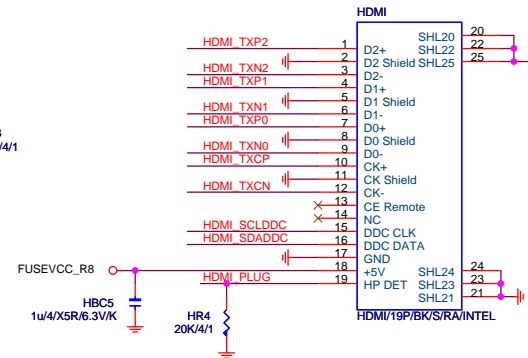 HDMI
HDMI_TXP2 1 D2+ SHL20 20
2 D2 Shield SHL22 22
HDMI_TXN2 3 D2- SHL25 25
HDMI_TXP1 4 D1+
5 D1 Shield
HDMI_TXN1 6 D1-
HDMI_TXP0 7 D0+
8 D0 Shield
HDMI_TXN0 9 D0-
HDMI_TXCP 10 CK+
11 CK Shield
HDMI_TXCN 12 CK-
13 CE Remote
14 NC
HDMI_SCLDDC 15 DDC CLK
HDMI_SDADDC 16 DDC DATA
17 GND
FUSEVCC_R8 18 +5V SHL24 24
HDMI_PLUG 19 HP DET SHL23 23
SHL21 21
HDMI/19P/BK/S/RA/INTEL
HBC5
1u/4/X5R/6.3V/K
HR4
20K/4/1
/4/1